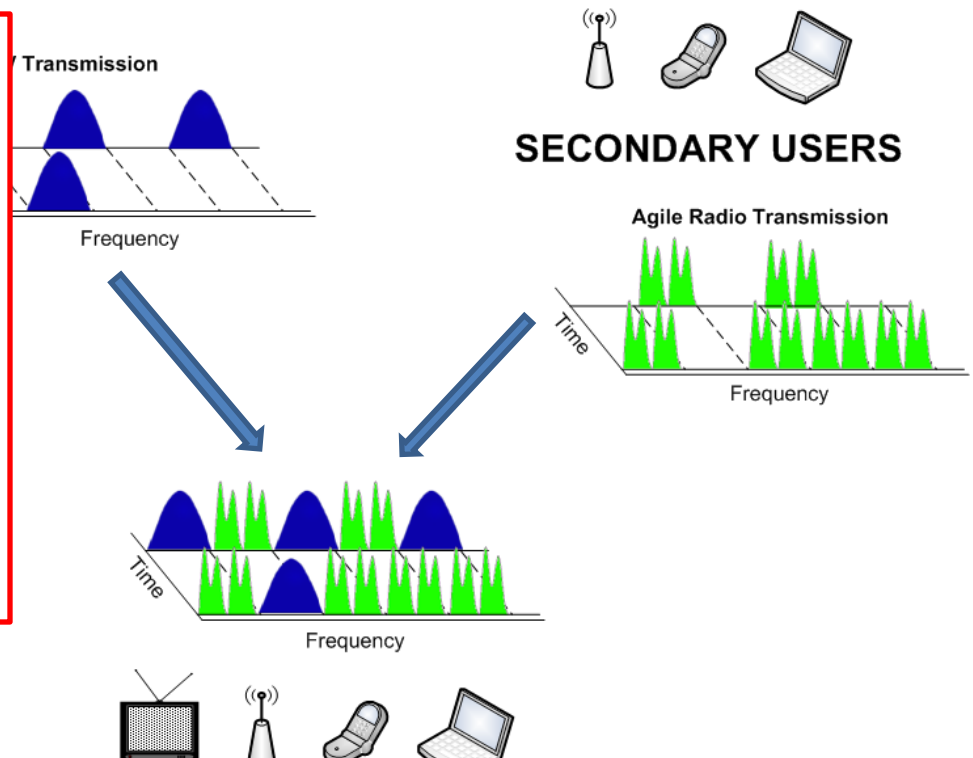 Transmission
SECONDARY USERS
Agile Radio Transmission
Frequency
Time
Frequency
Time
Frequency